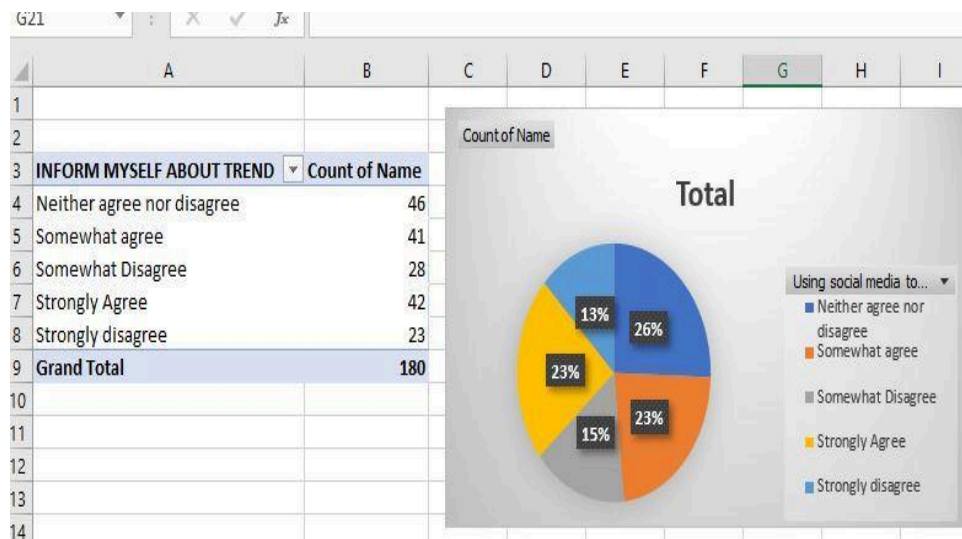 G21
fx
A B C D E F G H I
1
2
3 INFORM MYSELF ABOUT TREND Count of Name
4 Neither agree nor disagree 46
5 Somewhat agree 41
6 Somewhat Disagree 28
7 Strongly Agree 42
8 Strongly disagree 23
9 Grand Total 180
10
11
12
13
14
Count of Name
Total
13%
26%
23%
23%
15%
Using social media to...
Neither agree nor
disagree
Somewhat agree
Somewhat Disagree
Strongly Agree
Strongly disagree